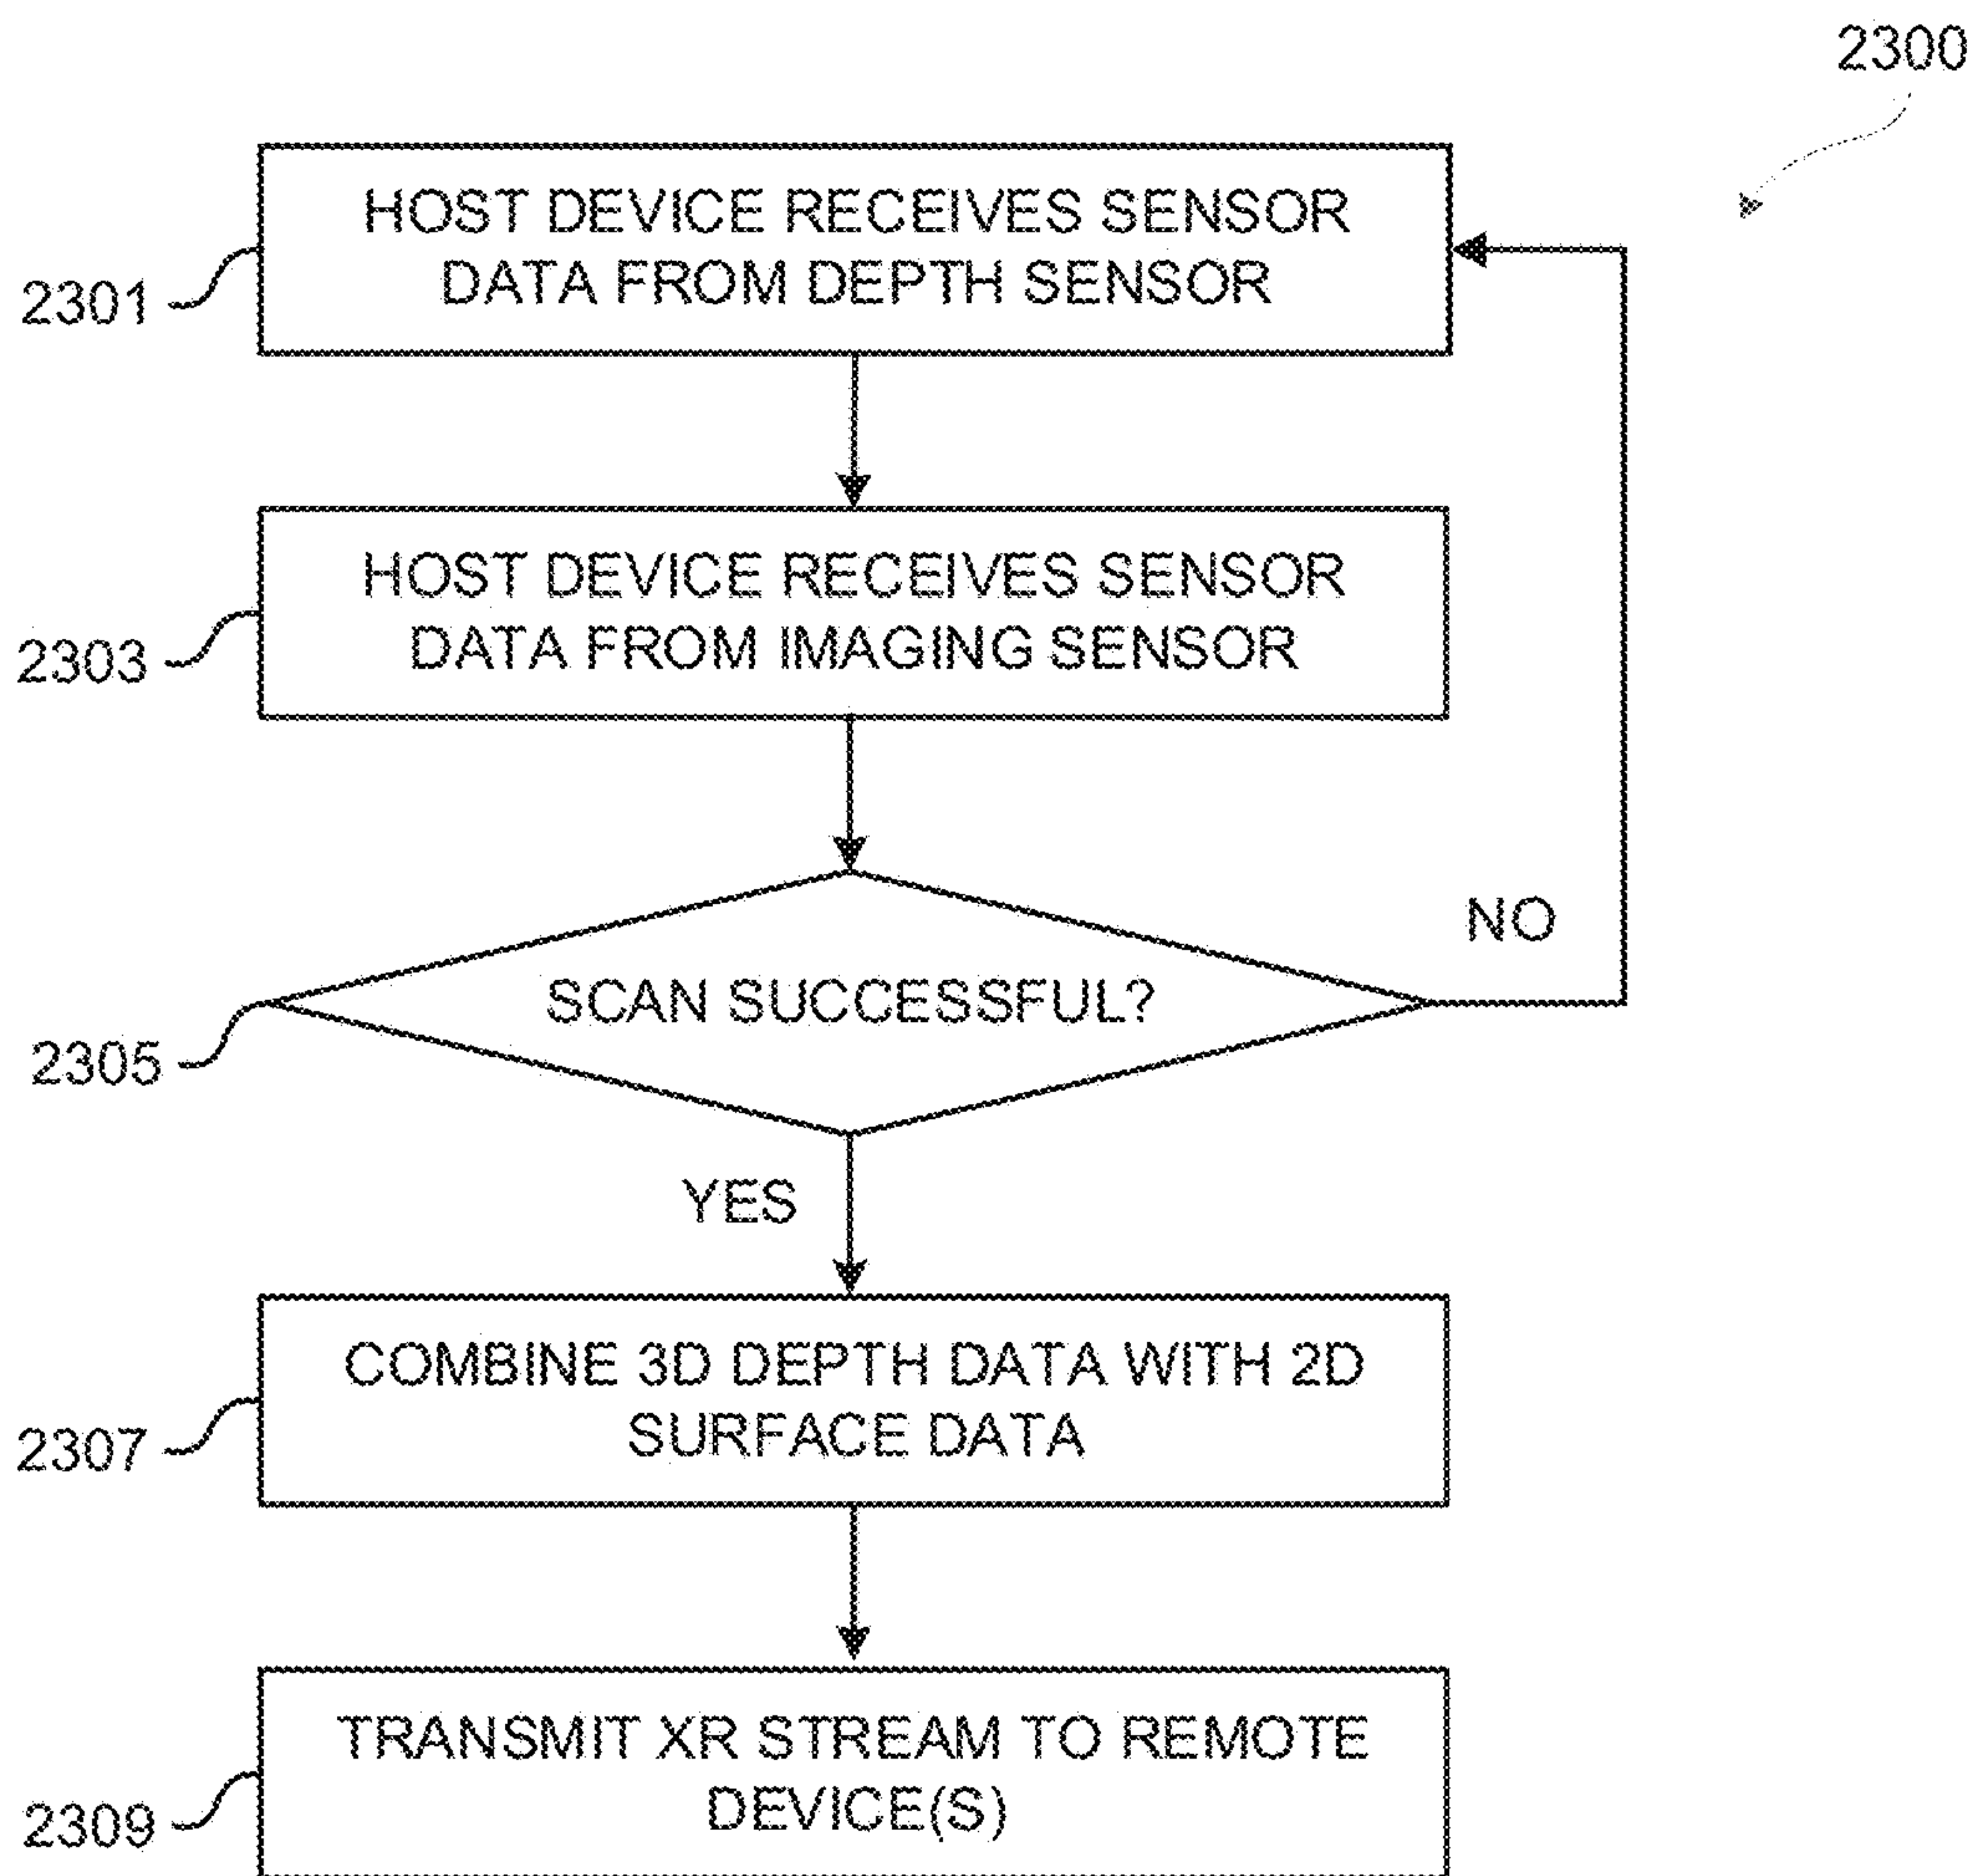 2300
HOST DEVICE RECEIVES SENSOR
DATA FROM DEPTH SENSOR
2301
HOST DEVICE RECEIVES SENSOR
DATA FROM IMAGING SENSOR
2303
NO
SCAN SUCCESSFUL?
2305
YES
COMBINE 3D DEPTH DATA WITH 2D
SURFACE DATA
2307
TRANSMIT XR STREAM TO REMOTE
DEVICE(S)
2309